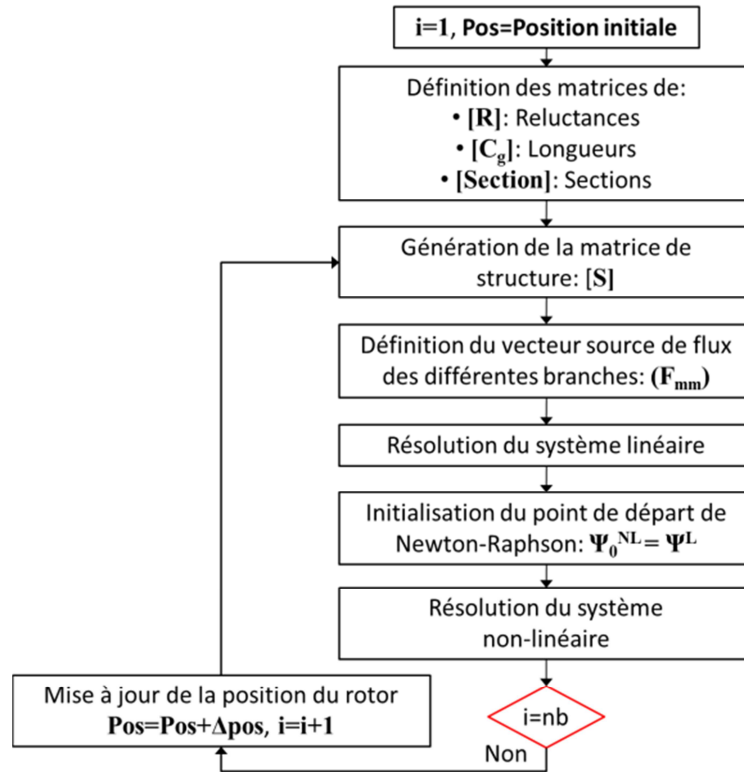 i=1, Pos=Position initiale
Définition des matrices de:
• [R]: Reluctances
• [Cg]: Longueurs
• [Section]: Sections
Génération de la matrice de
structure: [S]
Définition du vecteur source de flux
des différentes branches: (Fmm)
Résolution du système linéaire
Initialisation du point de départ de
Newton-Raphson: Ψ₀ᴺᴸ= Ψᴸ
Résolution du système
non-linéaire
i=nb
Non
Mise à jour de la position du rotor
Pos=Pos+Δpos, i=i+1